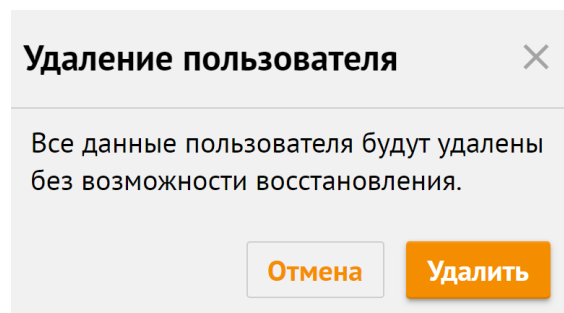 Удаление пользователя
Все данные пользователя будут удалены
без возможности восстановления.
Отмена
Удалить